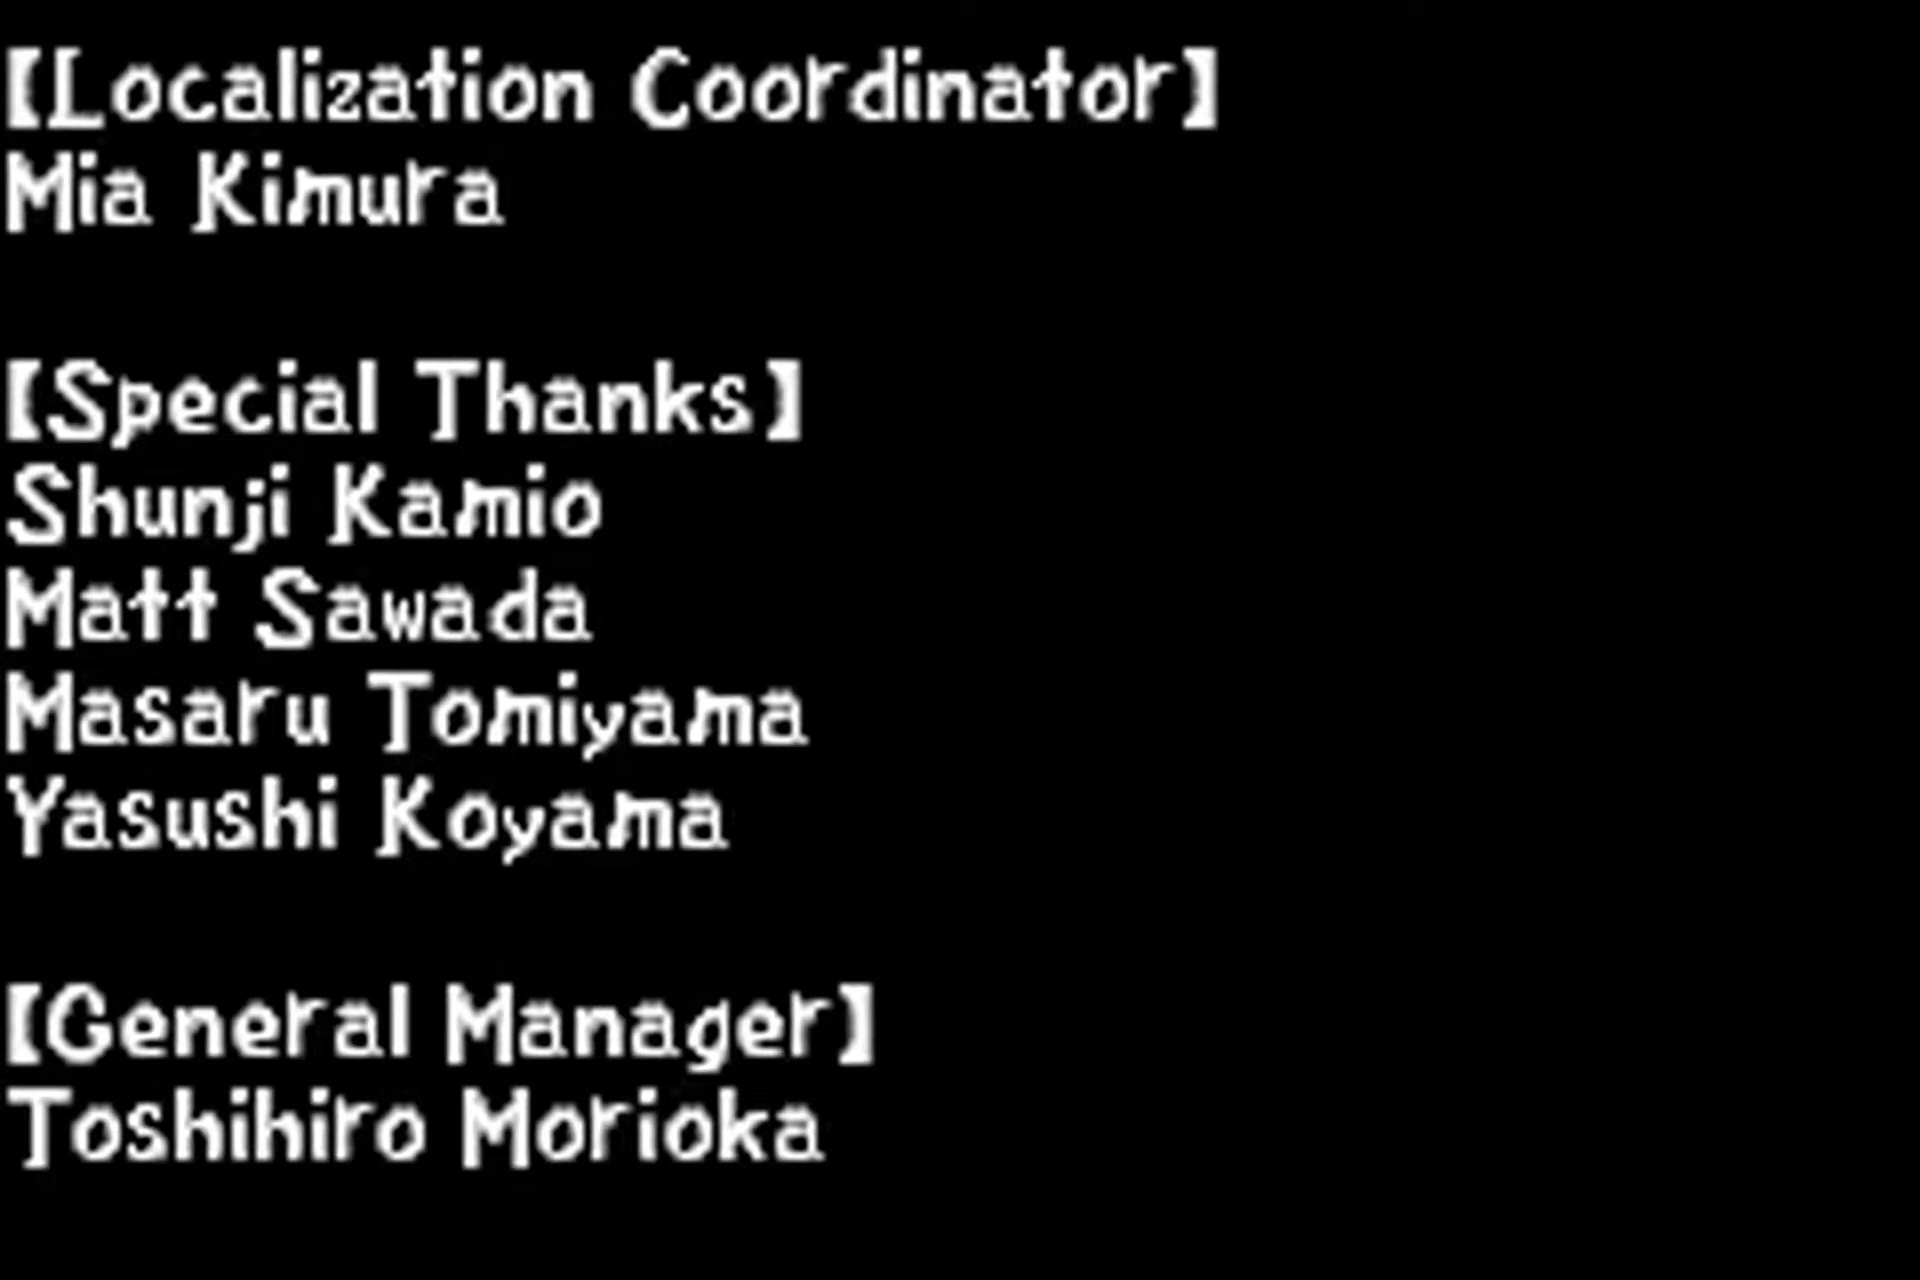 【Localization Coordinator】
Mia Kimura
【Special Thanks】
Shunji Kamio
Matt Sawada
Masaru Tomiyama
Yasushi Koyama
【General Manager】
Toshihiro Morioka